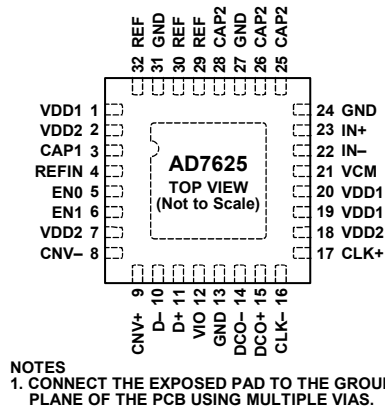 32 REF
31 GND
30 REF
29 REF
28 CAP2
27 GND
26 CAP2
25 CAP2
VDD1 1
VDD2 2
CAP1 3
REFIN 4
EN0 5
EN1 6
VDD2 7
CNV– 8
AD7625
TOP VIEW
(Not to Scale)
24 GND
23 IN+
22 IN–
21 VCM
20 VDD1
19 VDD1
18 VDD2
17 CLK+
CNV+ 9
D– 10
D+ 11
VIO 12
GND 13
DCO– 14
DCO+ 15
CLK– 16
NOTES
1. CONNECT THE EXPOSED PAD TO THE GROUN
PLANE OF THE PCB USING MULTIPLE VIAS.